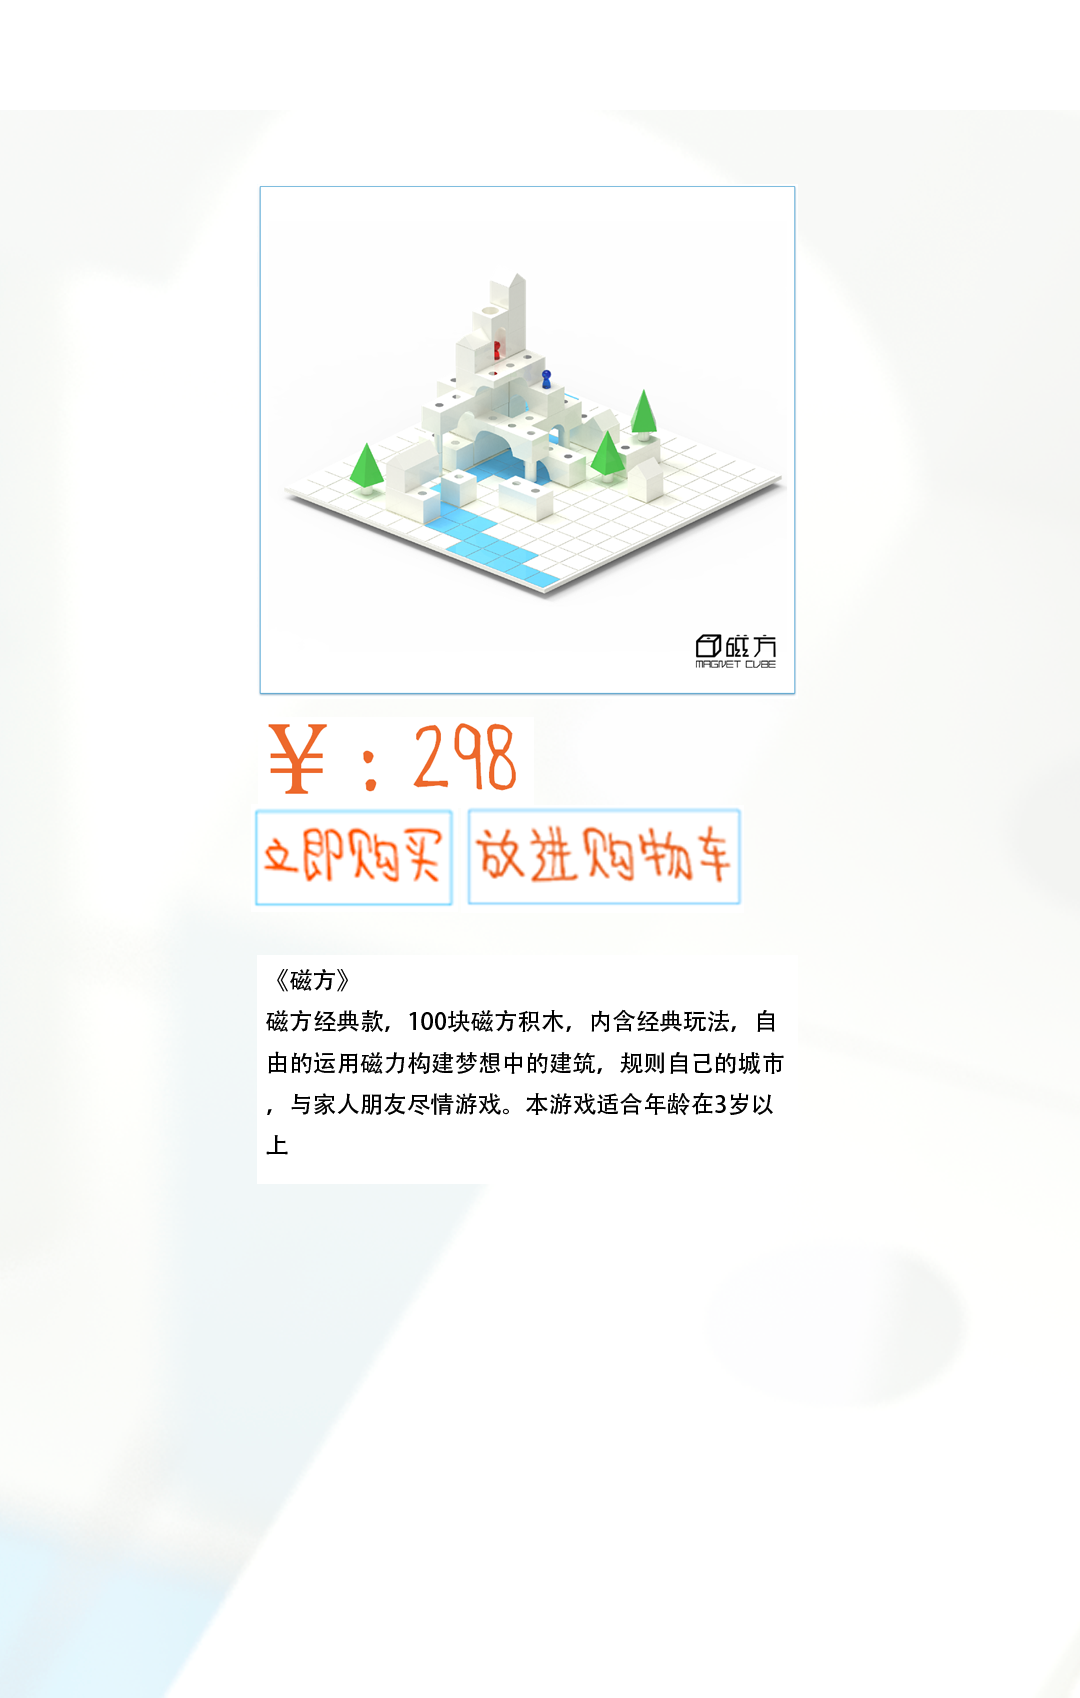 磁方
MAGNET CUBE
¥：298
立即购买
放进购物车
《磁方》
磁方经典款，100块磁方积木，内含经典玩法，自
由的运用磁力构建梦想中的建筑，规则自己的城市
，与家人朋友尽情游戏。本游戏适合年龄在3岁以
上